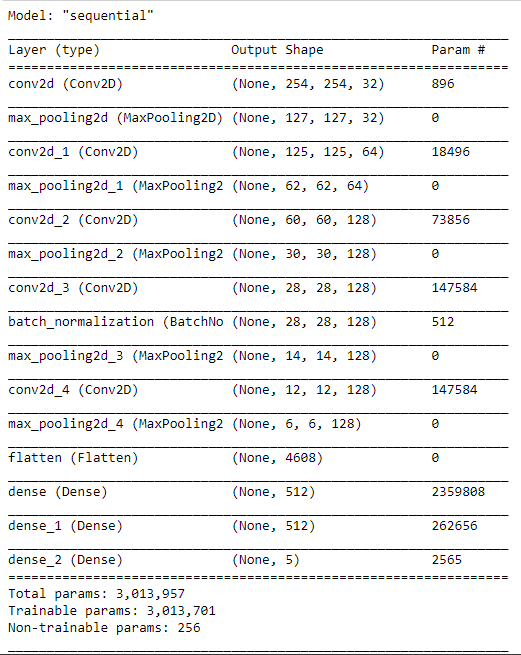 Model: "sequential"
_________________________________________________________________
Layer (type)                 Output Shape              Param #
=================================================================
conv2d (Conv2D)              (None, 254, 254, 32)      896
_________________________________________________________________
max_pooling2d (MaxPooling2D) (None, 127, 127, 32)      0
_________________________________________________________________
conv2d_1 (Conv2D)            (None, 125, 125, 64)      18496
_________________________________________________________________
max_pooling2d_1 (MaxPooling2 (None, 62, 62, 64)        0
_________________________________________________________________
conv2d_2 (Conv2D)            (None, 60, 60, 128)       73856
_________________________________________________________________
max_pooling2d_2 (MaxPooling2 (None, 30, 30, 128)       0
_________________________________________________________________
conv2d_3 (Conv2D)            (None, 28, 28, 128)       147584
_________________________________________________________________
batch_normalization (BatchNo (None, 28, 28, 128)       512
_________________________________________________________________
max_pooling2d_3 (MaxPooling2 (None, 14, 14, 128)       0
_________________________________________________________________
conv2d_4 (Conv2D)            (None, 12, 12, 128)       147584
_________________________________________________________________
max_pooling2d_4 (MaxPooling2 (None, 6, 6, 128)         0
_________________________________________________________________
flatten (Flatten)            (None, 4608)              0
_________________________________________________________________
dense (Dense)                (None, 512)               2359808
_________________________________________________________________
dense_1 (Dense)              (None, 512)               262656
_________________________________________________________________
dense_2 (Dense)              (None, 5)                 2565
=================================================================
Total params: 3,013,957
Trainable params: 3,013,701
Non-trainable params: 256
_________________________________________________________________